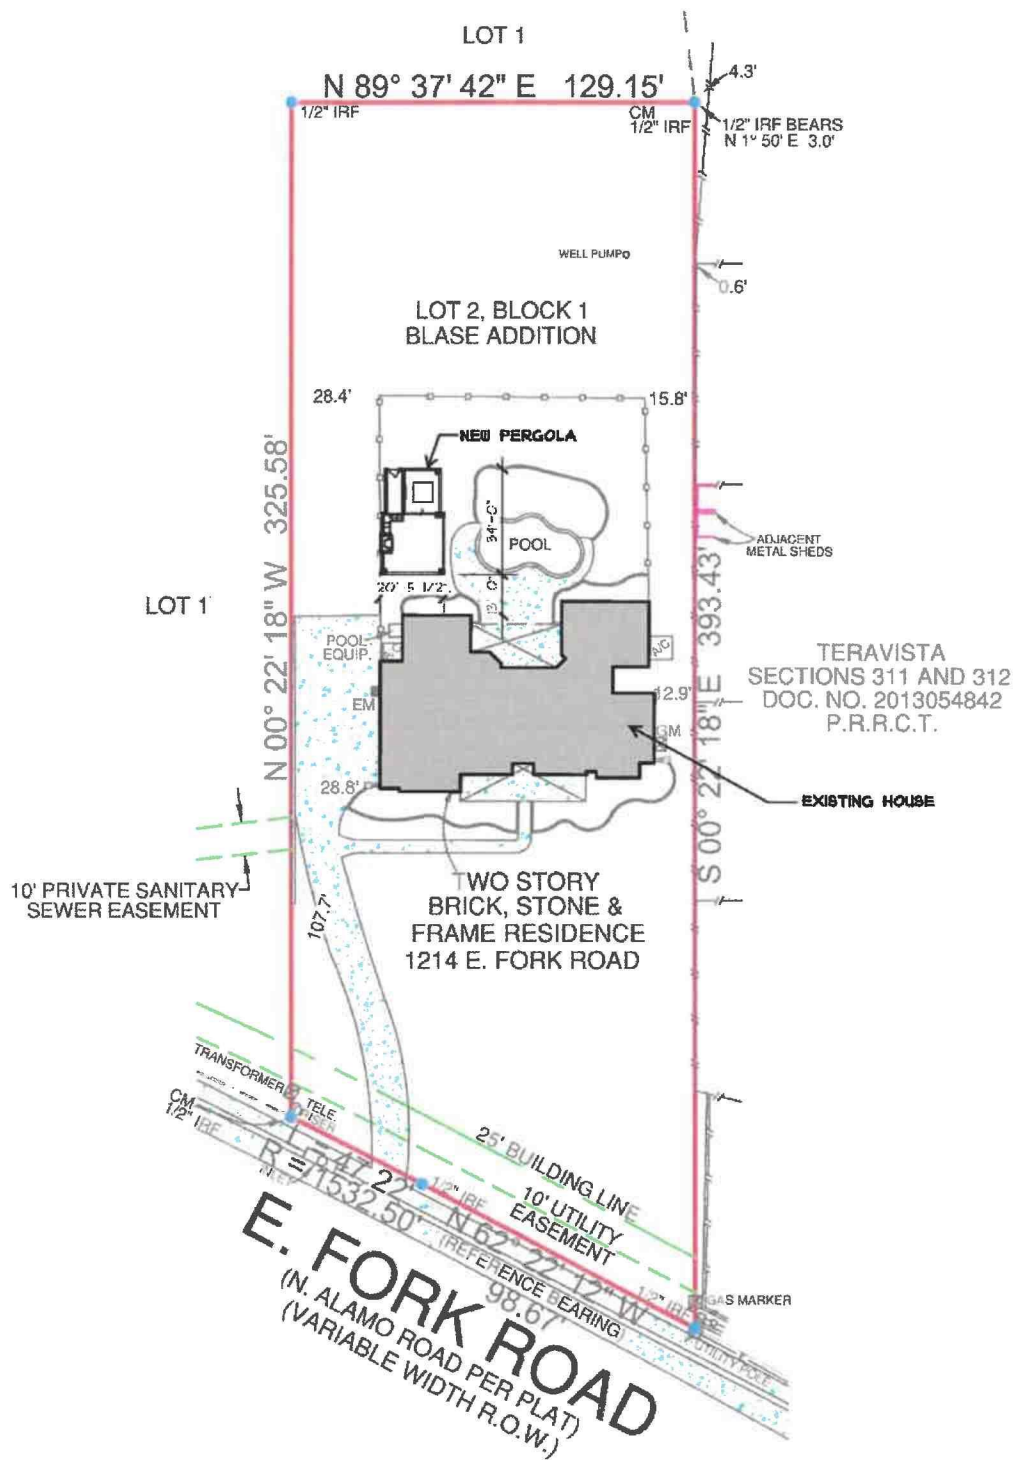 LOT 1
N 89° 37' 42" E 129.15'
4.3'
1/2" IRF
CM
1/2" IRF
1/2" IRF BEARS
N 1° 50' E 3.0'
WELL PUMP
0.6'
LOT 2, BLOCK 1
BLASE ADDITION
28.4'
15.8'
NEW PERGOLA
N 00° 22' 18" W 325.58'
34'-0"
POOL
ADJACENT
METAL SHEDS
20' 5 1/2"
LOT 1
POOL
EQUIP.
A/C
S 00° 22' 18" E 393.43'
TERAVISTA
SECTIONS 311 AND 312
DOC. NO. 2013054842
P.R.R.C.T.
12.9'
EM
GM
28.8'
EXISTING HOUSE
10' PRIVATE SANITARY
SEWER EASEMENT
107.7'
TWO STORY
BRICK, STONE &
FRAME RESIDENCE
1214 E. FORK ROAD
TRANSFORMER
TELE.
RISER
CM
1/2" IRF
25' BUILDING LINE
10' UTILITY
EASEMENT
L = 47.22'
R = 1532.50'
INLET
1/2" IRF
N 62° 22' 12" W
(REFERENCE BEARING)
98.67'
1/2" IRF
GAS MARKER
UTILITY POLE
E. FORK ROAD
(N. ALAMO ROAD PER PLAT)
(VARIABLE WIDTH R.O.W.)